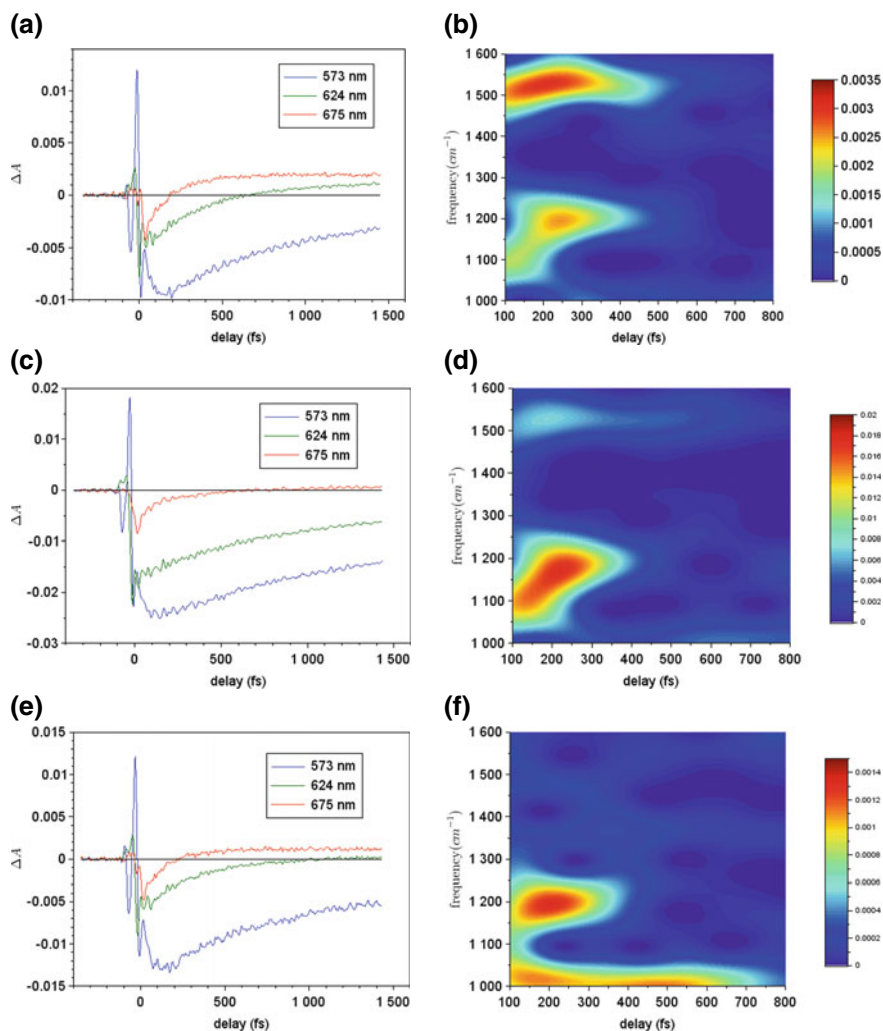 (a)
0.01
0.005
0
-0.005
-0.01
ΔA
0
500
1 000
1 500
delay (fs)
573 nm
624 nm
675 nm
(b)
1 600
1 500
1 400
1 300
1 200
1 100
1 000
frequency(cm⁻¹)
100 200 300 400 500 600 700 800
delay (fs)
0.0035
0.003
0.0025
0.002
0.0015
0.001
0.0005
0
(c)
0.02
0.01
0
-0.01
-0.02
-0.03
ΔA
0
500
1 000
1 500
delay (fs)
573 nm
624 nm
675 nm
(d)
1 600
1 500
1 400
1 300
1 200
1 100
1 000
frequency(cm⁻¹)
100 200 300 400 500 600 700 800
delay (fs)
0.02
0.018
0.016
0.014
0.012
0.01
0.008
0.006
0.004
0.002
0
(e)
0.015
0.01
0.005
0
-0.005
-0.01
-0.015
ΔA
0
500
1 000
1 500
delay (fs)
573 nm
624 nm
675 nm
(f)
1 600
1 500
1 400
1 300
1 200
1 100
1 000
frequency(cm⁻¹)
100 200 300 400 500 600 700 800
delay (fs)
0.0014
0.0012
0.001
0.0008
0.0006
0.0004
0.0002
0